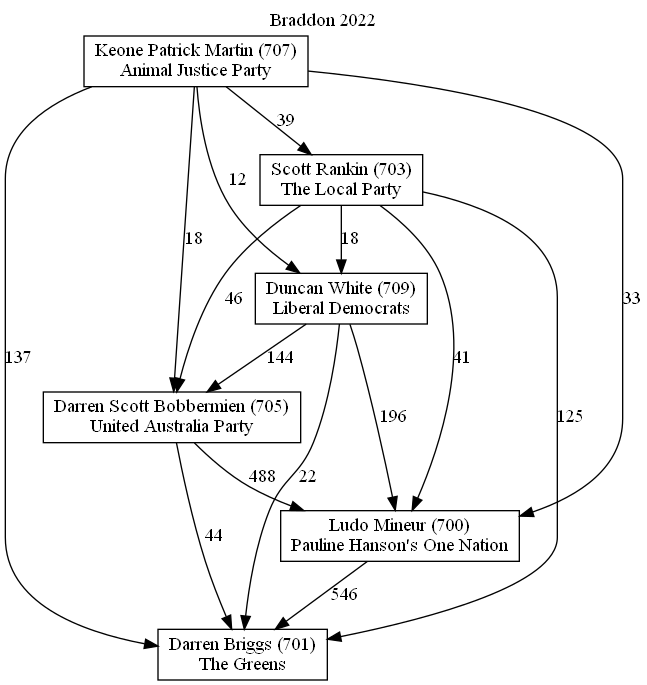 Braddon 2022
Keone Patrick Martin (707)
Animal Justice Party
39
Scott Rankin (703)
The Local Party
12
18
18
46
33
Duncan White (709)
Liberal Democrats
137
144
41
Darren Scott Bobbermien (705)
United Australia Party
196
125
488
22
44
Ludo Mineur (700)
Pauline Hanson's One Nation
546
Darren Briggs (701)
The Greens